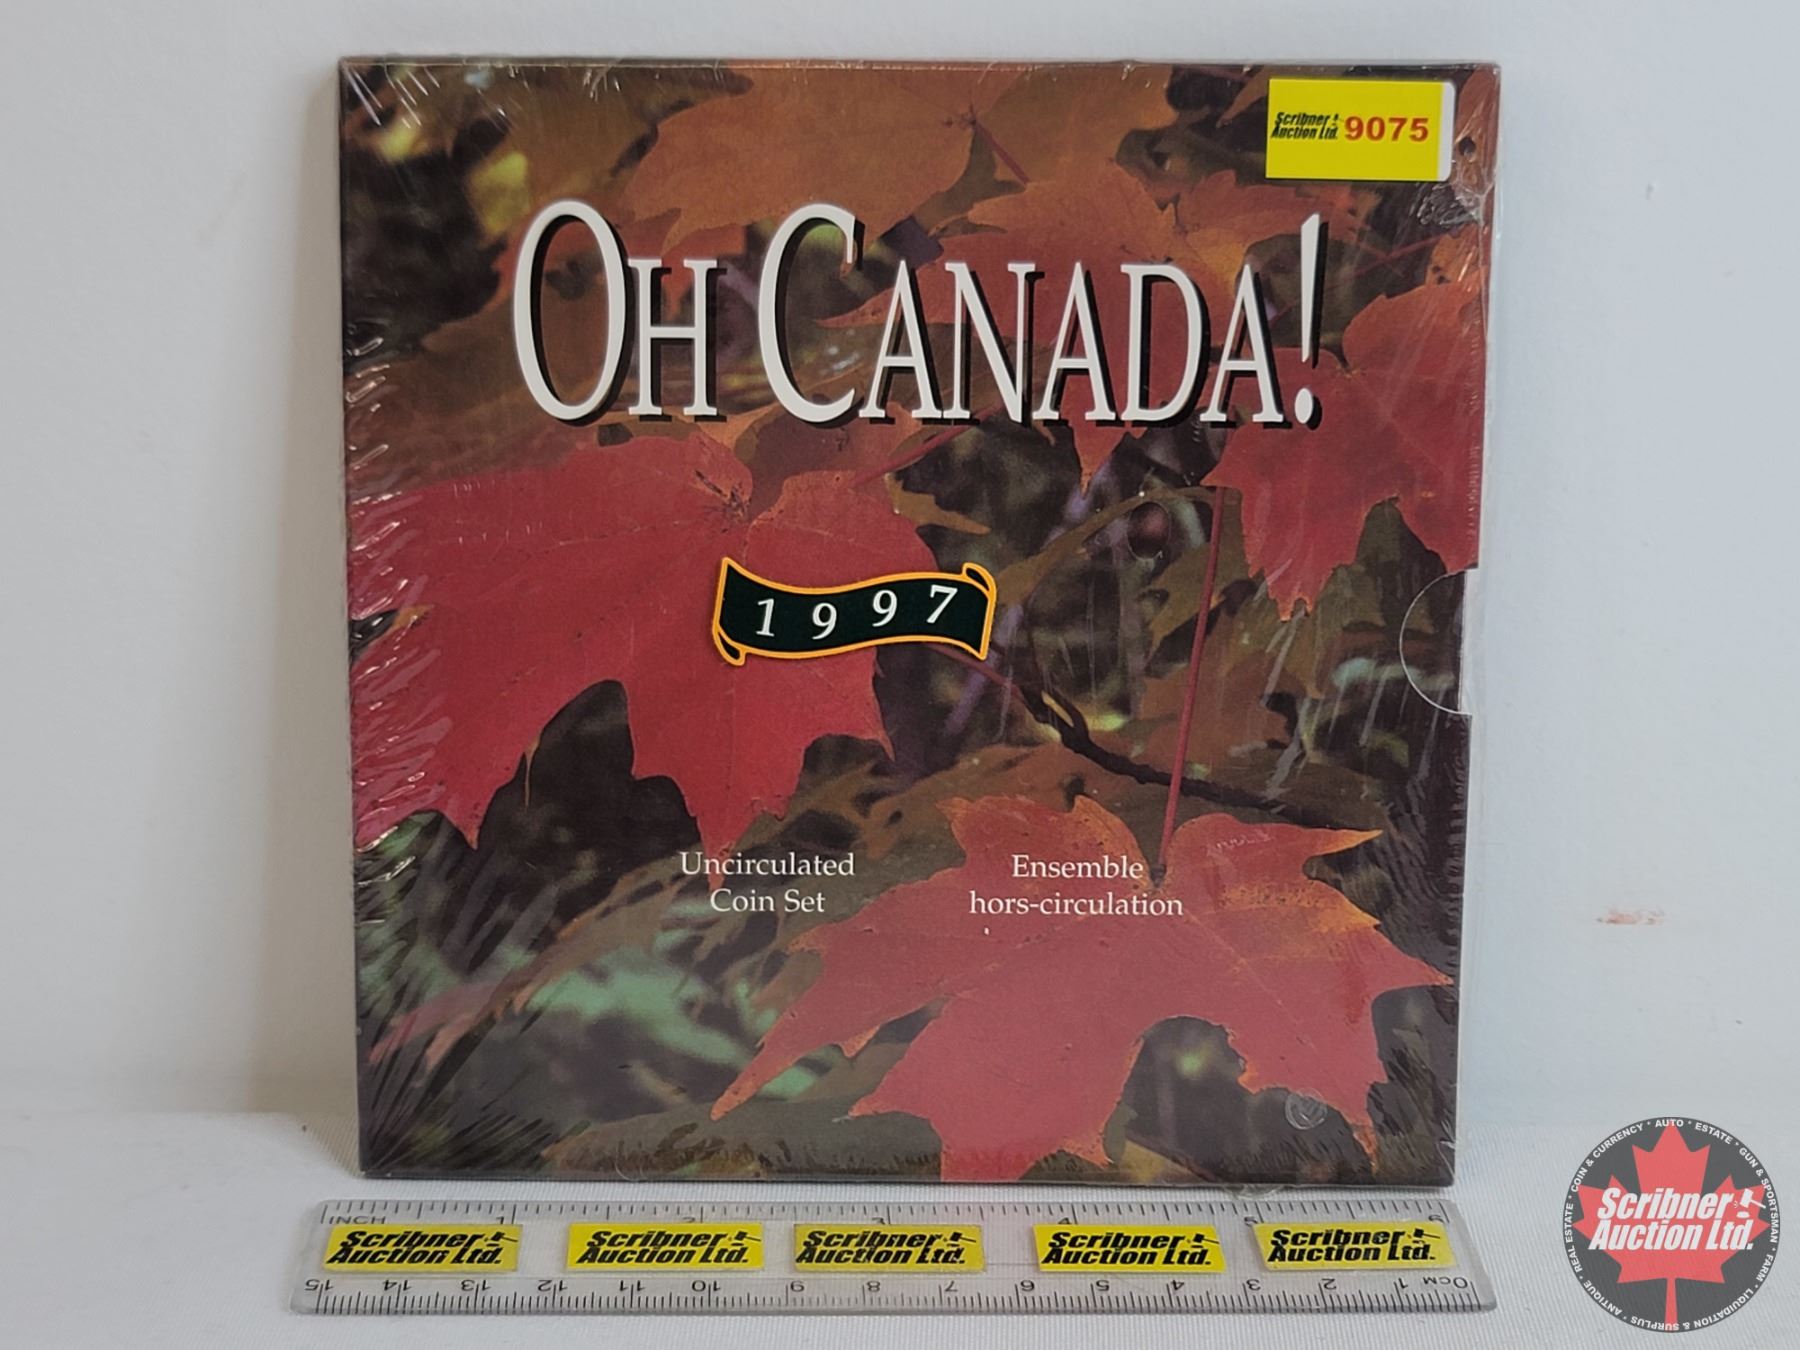 Scribner
Auction Ltd.
9075
OH CANADA!
1997
Uncirculated
Coin Set
Ensemble
hors-circulation
INCH 1 2 3 4 5 6
Scribner
Auction Ltd.
Scribner
Auction Ltd.
Scribner
Auction Ltd.
Scribner
Auction Ltd.
Scribner
Auction Ltd.
15 14 13 12 11 10 9 8 7 6 5 4 3 2 1 0 CM
COIN & CURRENCY * AUTO * ESTATE * GUN & SPORTSMAN * FARM * LIQUIDATION & SURPLUS * ANTIQUE * REAL ESTATE *
Scribner
Auction Ltd.